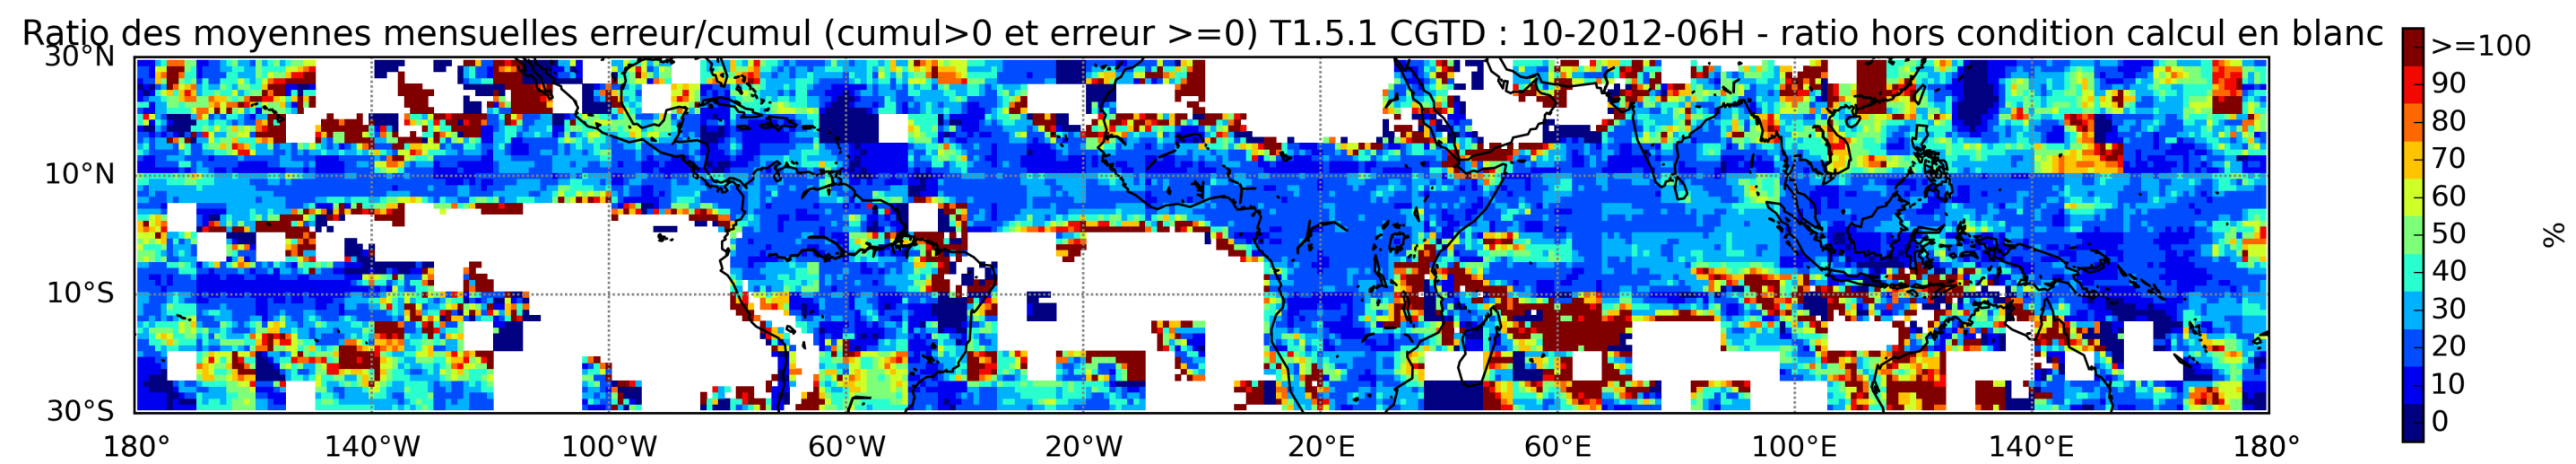 Ratio des moyennes mensuelles erreur/cumul (cumul>0 et erreur >=0) T1.5.1 CGTD : 10-2012-06H - ratio hors condition calcul en blanc
30°N
10°N
10°S
30°S
180°
140°W
100°W
60°W
20°W
20°E
60°E
100°E
140°E
180°
>=100
90
80
70
60
50
40
30
20
10
0
%